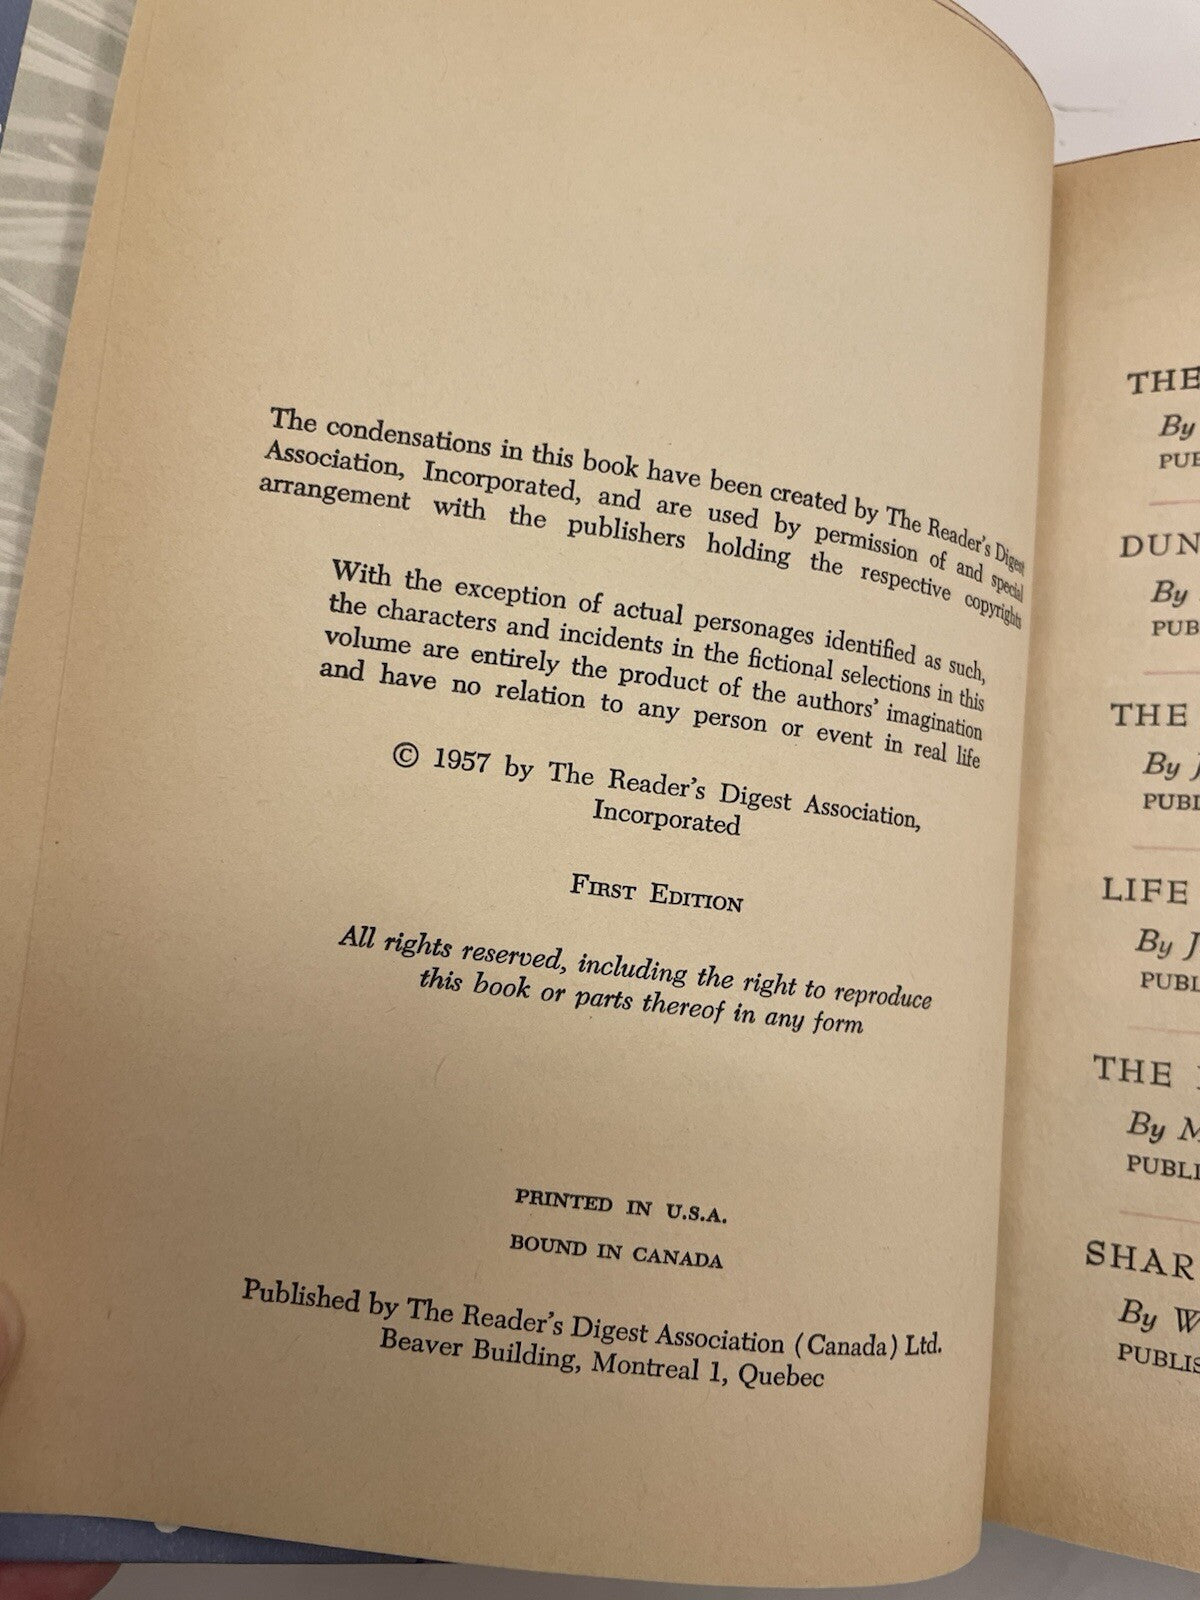 The condensations in this book have been created by The Reader's Digest
Association, Incorporated, and are used by permission of and special
arrangement with the publishers holding the respective copyrights
With the exception of actual personages identified as such,
the characters and incidents in the fictional selections in this
volume are entirely the product of the authors' imagination
and have no relation to any person or event in real life
© 1957 by The Reader's Digest Association,
Incorporated
First Edition
All rights reserved, including the right to reproduce
this book or parts thereof in any form
PRINTED IN U.S.A.
BOUND IN CANADA
Published by The Reader's Digest Association (Canada) Ltd.
Beaver Building, Montreal 1, Quebec
THE
By
DUN
By
THE
By J
LIFE
By J
THE
By M
SHAR
By W